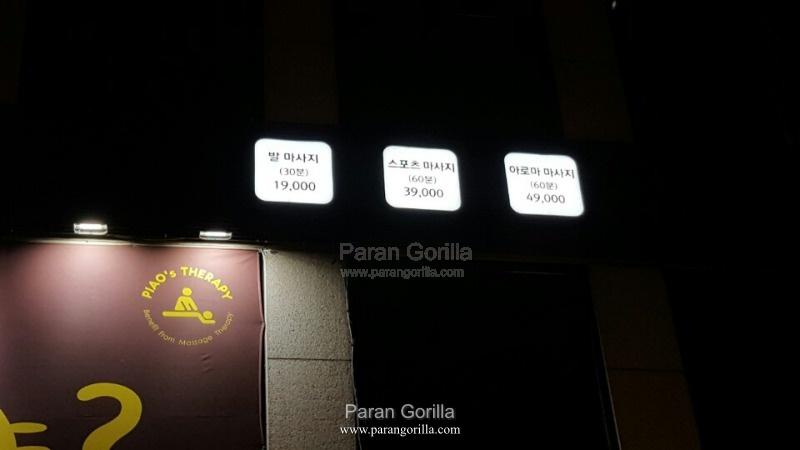 발 마사지
(30분)
19,000
스포츠 마사지
(60분)
39,000
아로마 마사지
(60분)
49,000
Paran Gorilla
www.parangorilla.com
PIAO's THERAPY
Benefit from Massage Therapy
?
Paran Gorilla
www.parangorilla.com